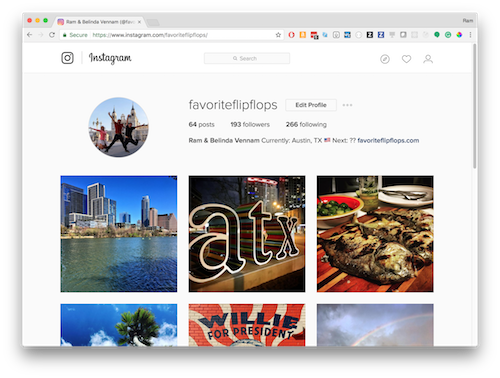 Ram & Belinda Vennam (@fav
Ram
Secure https://www.instagram.com/favoriteflipflops/
Instagram
Search
favoriteflipflops Edit Profile
64 posts 193 followers 266 following
Ram & Belinda Vennam Currently: Austin, TX 🇺🇸 Next: ?? favoriteflipflops.com
atx
WILLIE
FOR PRESIDENT